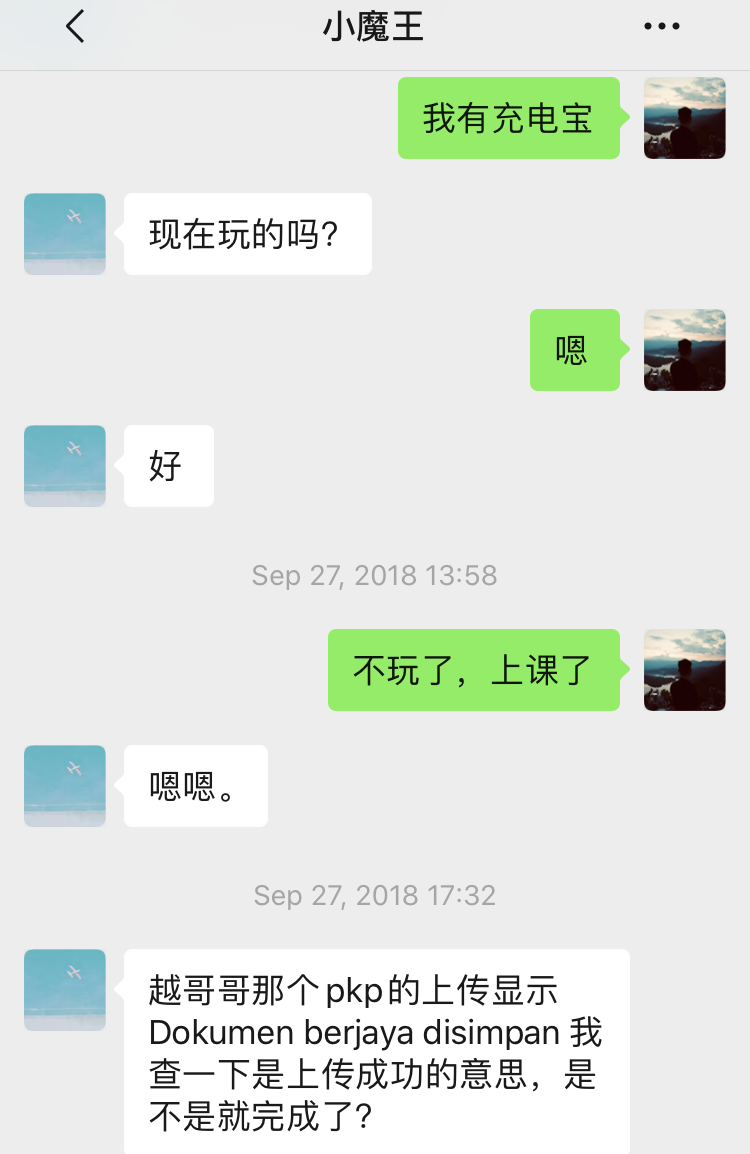 小魔王
我有充电宝
现在玩的吗?
嗯
好
Sep 27, 2018 13:58
不玩了，上课了
嗯嗯。
Sep 27, 2018 17:32
越哥哥那个pkp的上传显示
Dokumen berjaya disimpan 我
查一下是上传成功的意思，是
不是就完成了?